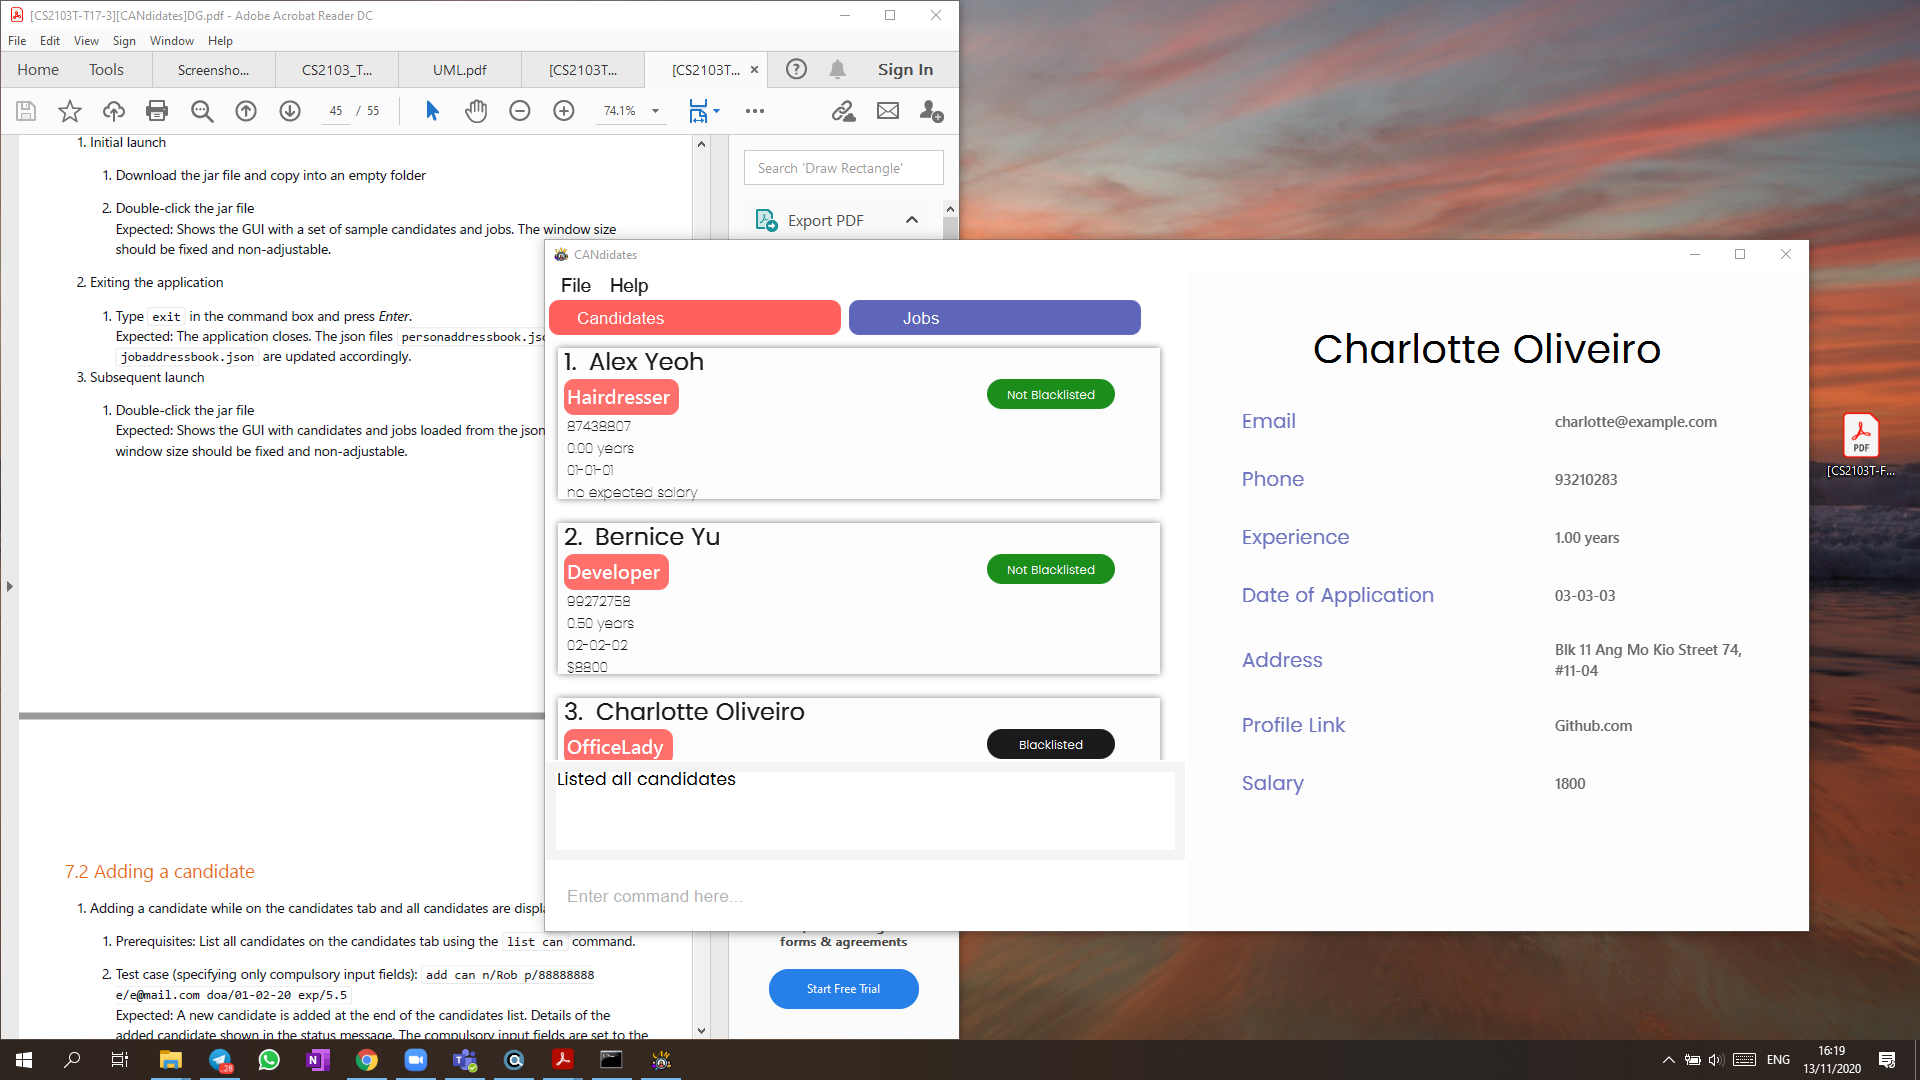 [CS2103T-T17-3][CANdidates]DG.pdf - Adobe Acrobat Reader DC
File Edit View Sign Window Help
Home Tools Screensho... CS2103_T... UML.pdf [CS2103T... [CS2103T... Sign In
45 / 55 74.1%
1. Initial launch
1. Download the jar file and copy into an empty folder
2. Double-click the jar file
Expected: Shows the GUI with a set of sample candidates and jobs. The window size
should be fixed and non-adjustable.
2. Exiting the application
1. Type exit in the command box and press Enter.
Expected: The application closes. The json files personaddressbook.js
jobaddressbook.json are updated accordingly.
3. Subsequent launch
1. Double-click the jar file
Expected: Shows the GUI with candidates and jobs loaded from the json
window size should be fixed and non-adjustable.
7.2 Adding a candidate
1. Adding a candidate while on the candidates tab and all candidates are displ
1. Prerequisites: List all candidates on the candidates tab using the list can command.
2. Test case (specifying only compulsory input fields): add can n/Rob p/88888888
e/e@mail.com doa/01-02-20 exp/5.5
Expected: A new candidate is added at the end of the candidates list. Details of the
added candidate shown in the status message. The compulsory input fields are set to the
Search 'Draw Rectangle'
Export PDF
forms & agreements
Start Free Trial
CANdidates
File Help
Candidates Jobs
1. Alex Yeoh
Hairdresser
Not Blacklisted
87438807
0.00 years
01-01-01
no expected salary
2. Bernice Yu
Developer
Not Blacklisted
99272758
0.50 years
02-02-02
$8800
3. Charlotte Oliveiro
OfficeLady
Blacklisted
Listed all candidates
Enter command here...
Charlotte Oliveiro
Email charlotte@example.com
Phone 93210283
Experience 1.00 years
Date of Application 03-03-03
Address Blk 11 Ang Mo Kio Street 74,
#11-04
Profile Link Github.com
Salary 1800
PDF
[CS2103T-F...
28
ENG
16:19
13/11/2020